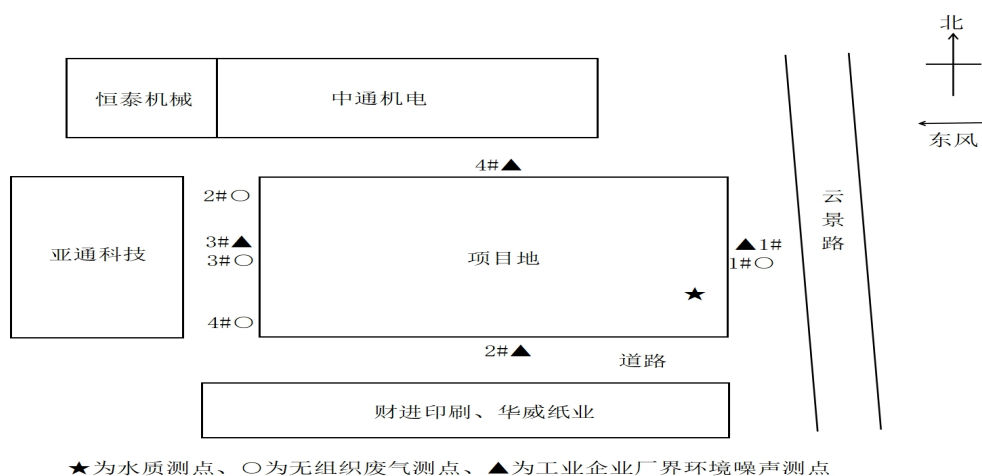 北
恒泰机械
中通机电
东风
4#▲
2#○
云景路
亚通科技
3#▲
项目地
▲1#
3#○
1#○
★
4#○
2#▲
道路
财进印刷、华威纸业
★为水质测点、○为无组织废气测点、▲为工业企业厂界环境噪声测点